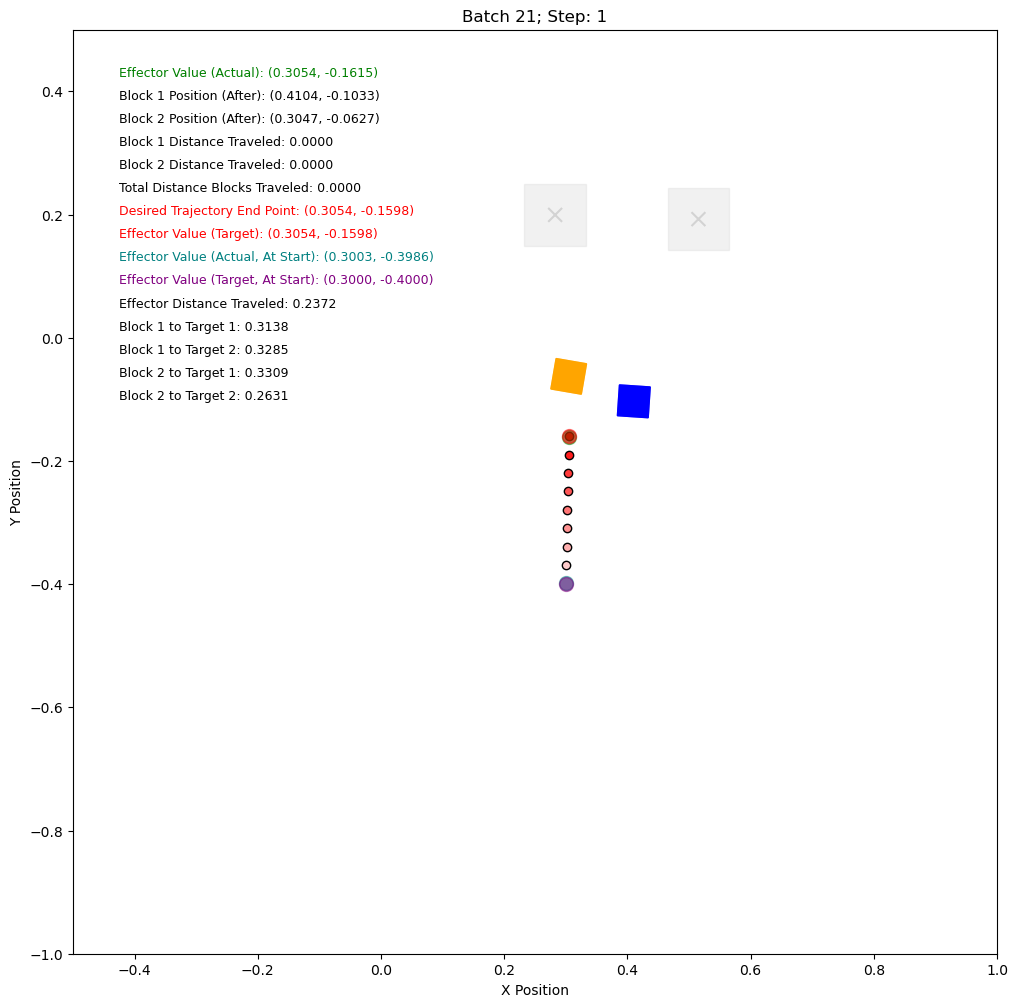 Batch 21; Step: 1
Effector Value (Actual): (0.3054, -0.1615)
Block 1 Position (After): (0.4104, -0.1033)
Block 2 Position (After): (0.3047, -0.0627)
Block 1 Distance Traveled: 0.0000
Block 2 Distance Traveled: 0.0000
Total Distance Blocks Traveled: 0.0000
Desired Trajectory End Point: (0.3054, -0.1598)
Effector Value (Target): (0.3054, -0.1598)
Effector Value (Actual, At Start): (0.3003, -0.3986)
Effector Value (Target, At Start): (0.3000, -0.4000)
Effector Distance Traveled: 0.2372
Block 1 to Target 1: 0.3138
Block 1 to Target 2: 0.3285
Block 2 to Target 1: 0.3309
Block 2 to Target 2: 0.2631
Y Position
0.4
0.2
0.0
−0.2
−0.4
−0.6
−0.8
−1.0
−0.4 −0.2 0.0 0.2 0.4 0.6 0.8 1.0
X Position